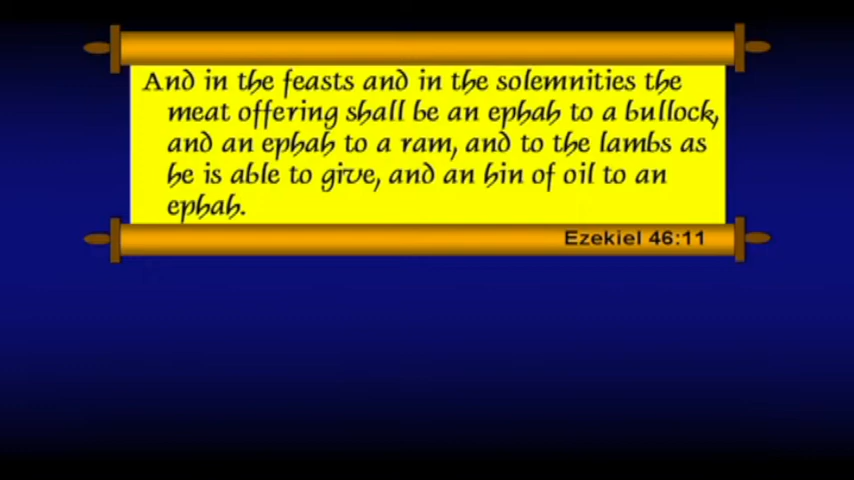 And in the feasts and in the solemnities the
meat offering shall be an ephah to a bullock,
and an ephah to a ram, and to the lambs as
he is able to give, and an hin of oil to an
ephah.
Ezekiel 46:11